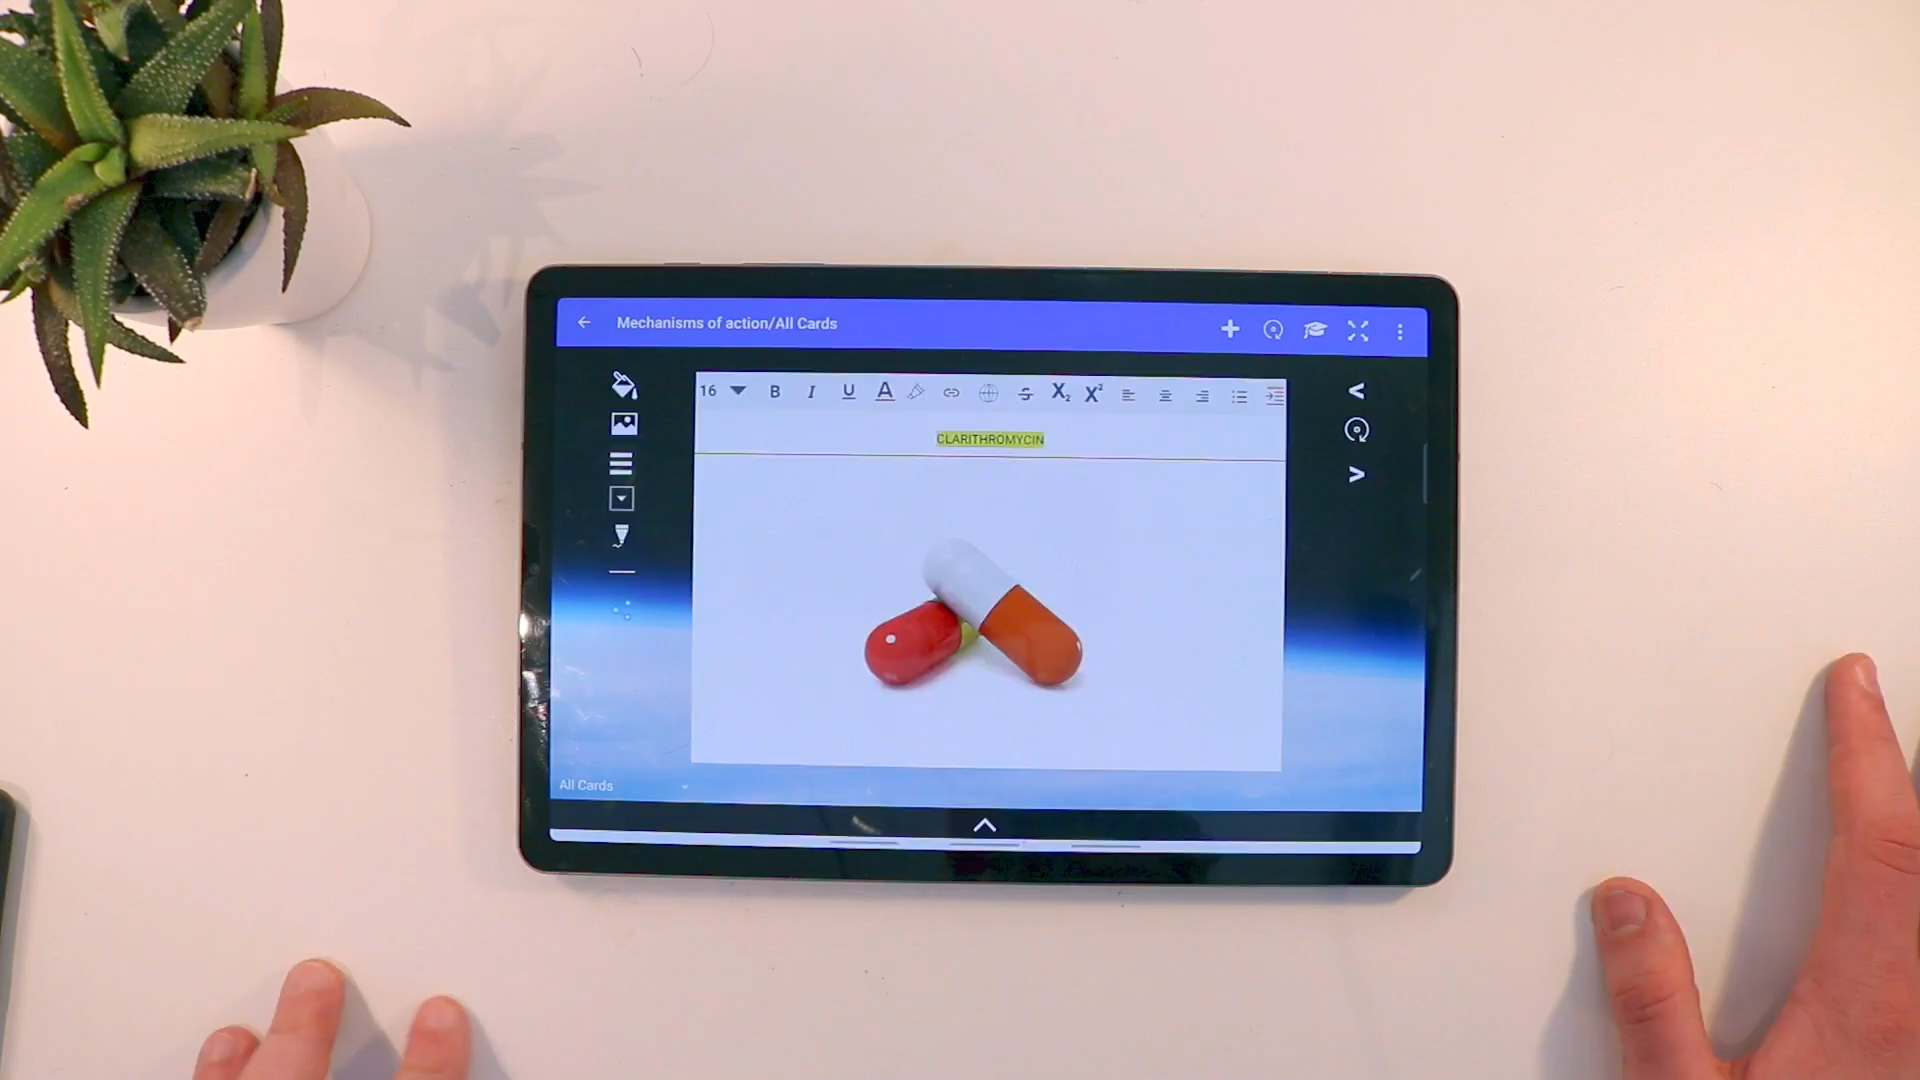 Mechanisms of action/All Cards
16 B I U A S X₂ X²
CLARITHROMYCIN
All Cards